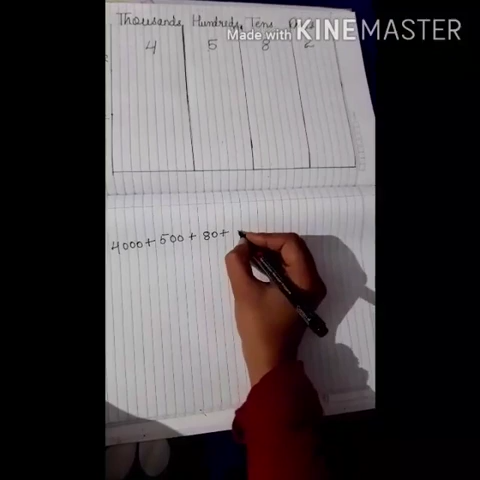 Made with KINEMASTER
Thousands Hundreds Tens
4 5 8 2
4000+ 500 + 80+